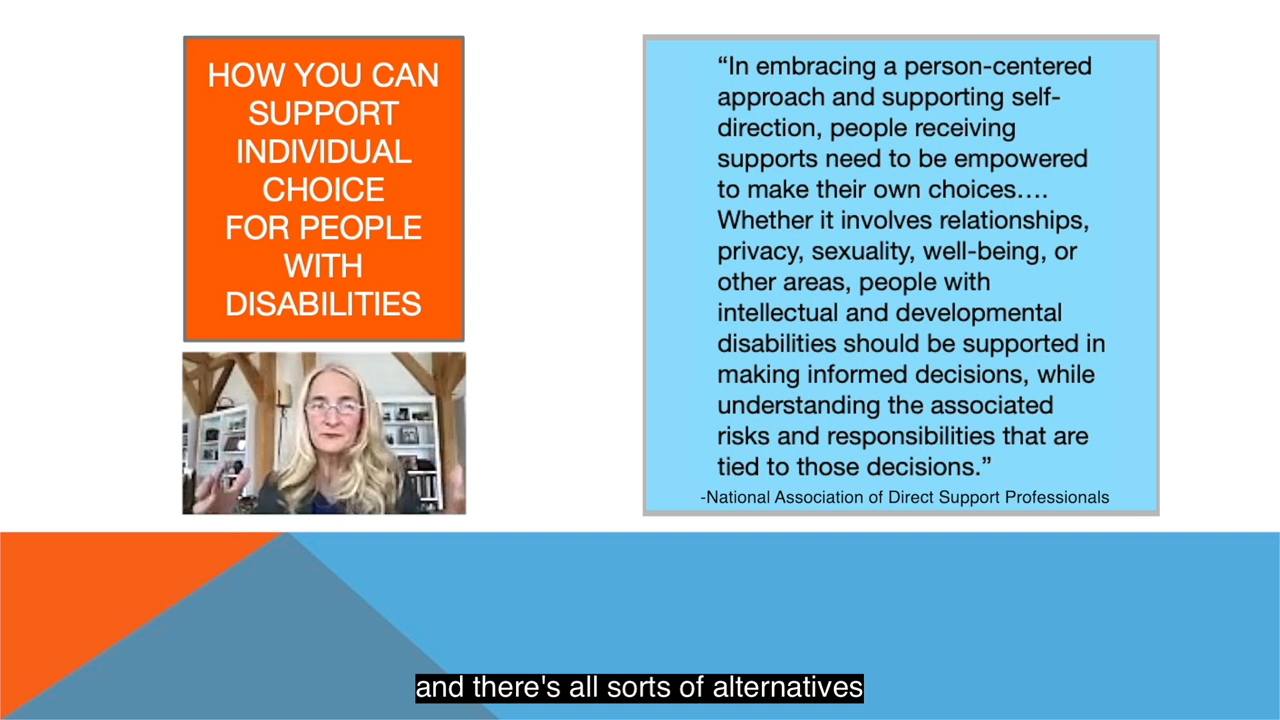 HOW YOU CAN
SUPPORT
INDIVIDUAL
CHOICE
FOR PEOPLE
WITH
DISABILITIES
“In embracing a person-centered
approach and supporting self-
direction, people receiving
supports need to be empowered
to make their own choices….
Whether it involves relationships,
privacy, sexuality, well-being, or
other areas, people with
intellectual and developmental
disabilities should be supported in
making informed decisions, while
understanding the associated
risks and responsibilities that are
tied to those decisions.”
-National Association of Direct Support Professionals
and there's all sorts of alternatives